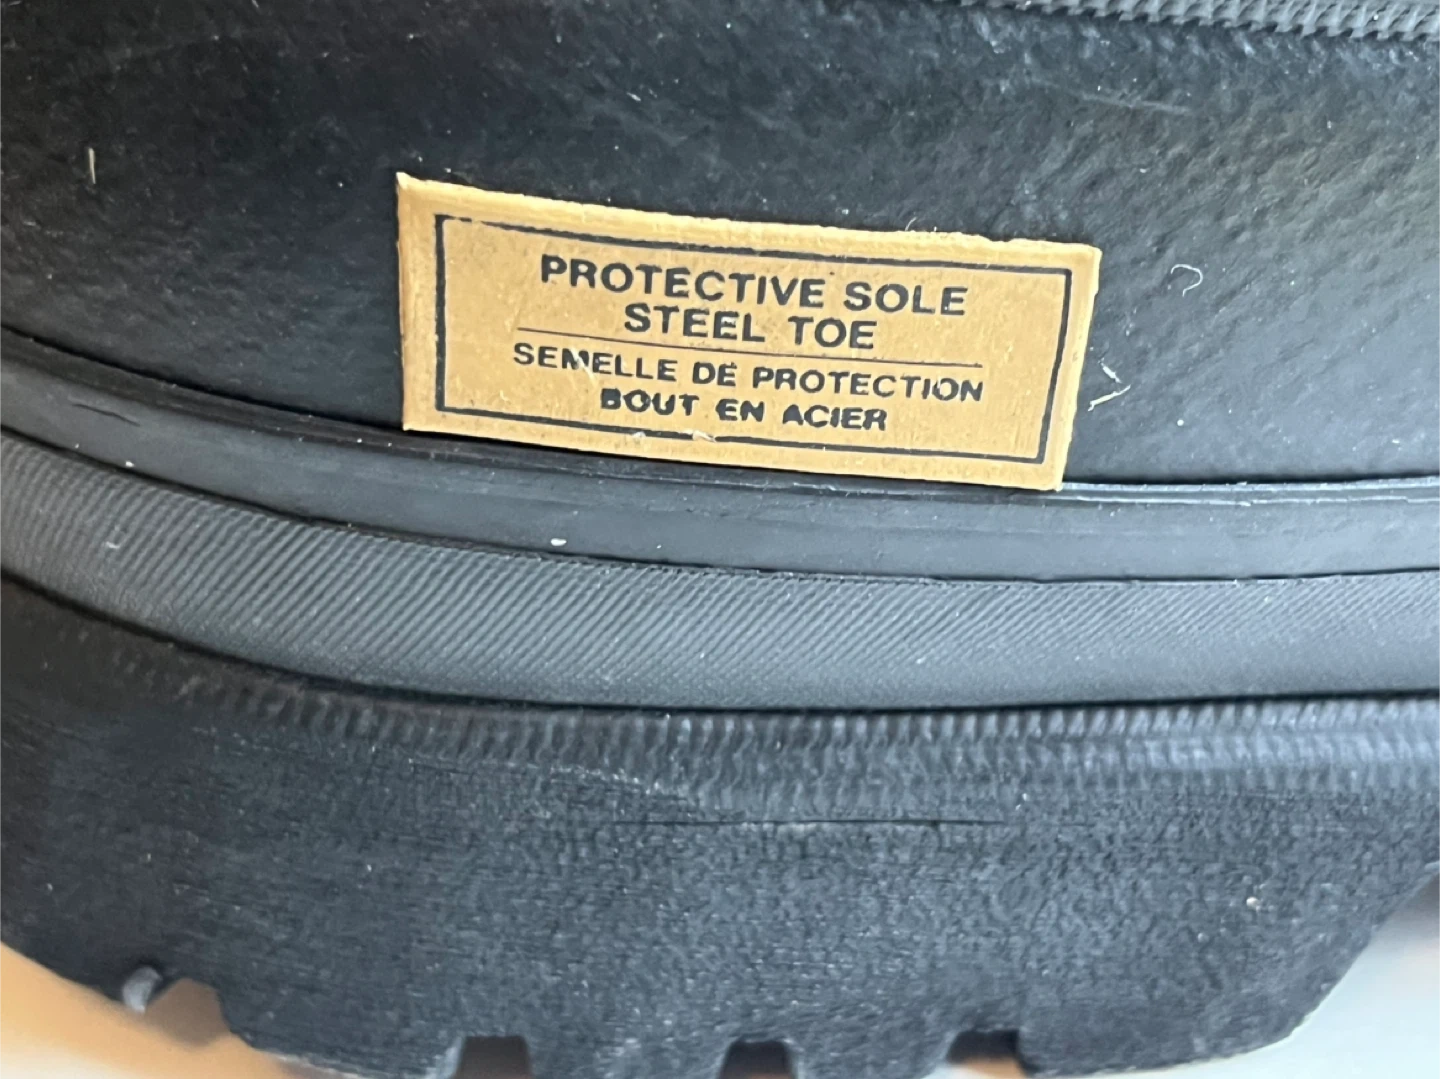 PROTECTIVE SOLE
STEEL TOE
SEMELLE DE PROTECTION
BOUT EN ACIER